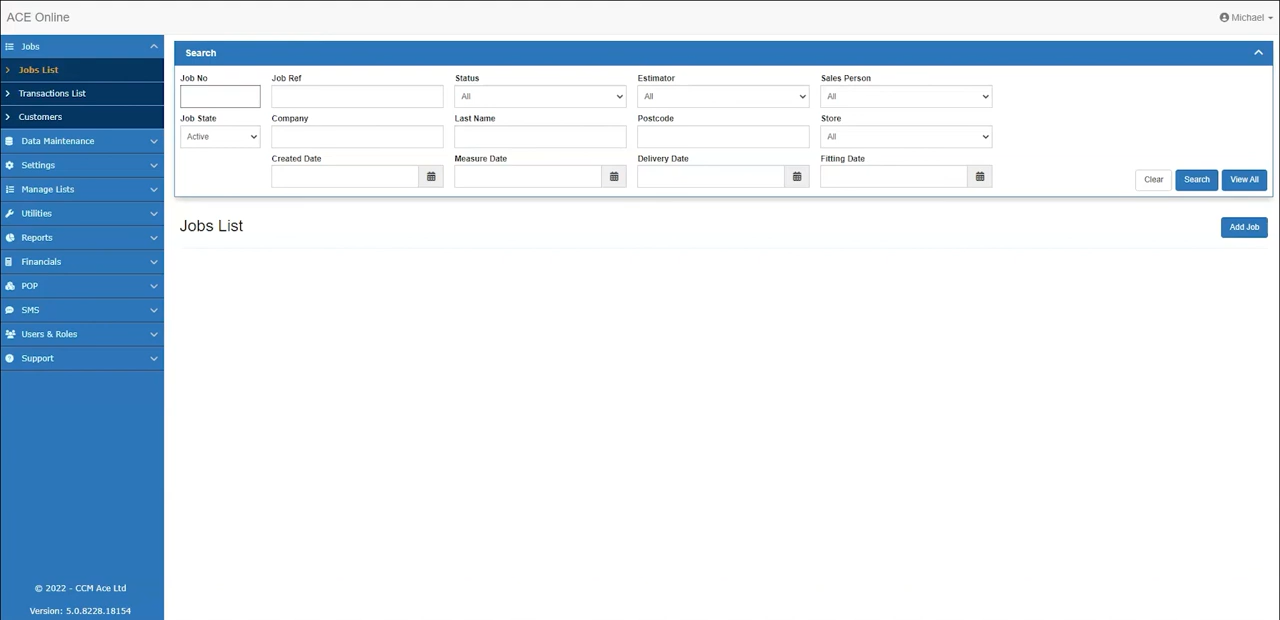 ACE Online
Michael
Jobs
Jobs List
Transactions List
Customers
Data Maintenance
Settings
Manage Lists
Utilities
Reports
Financials
POP
SMS
Users & Roles
Support
© 2022 - CCM Ace Ltd
Version: 5.0.8228.18154
Search
Job No Job Ref Status Estimator Sales Person
All All All
Job State Company Last Name Postcode Store
Active All
Created Date Measure Date Delivery Date Fitting Date
Clear Search View All
Jobs List Add Job